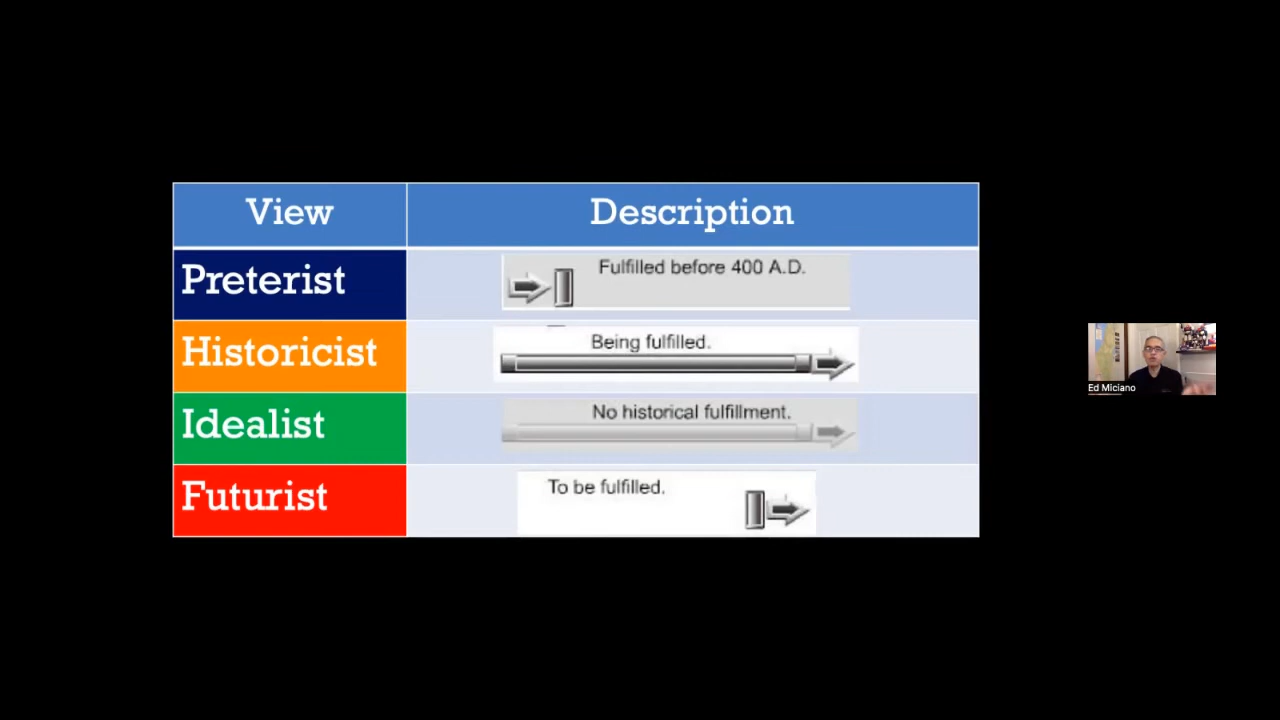 View Description
Preterist Fulfilled before 400 A.D.
Historicist Being fulfilled.
Idealist No historical fulfillment.
Futurist To be fulfilled.
Ed Miciano